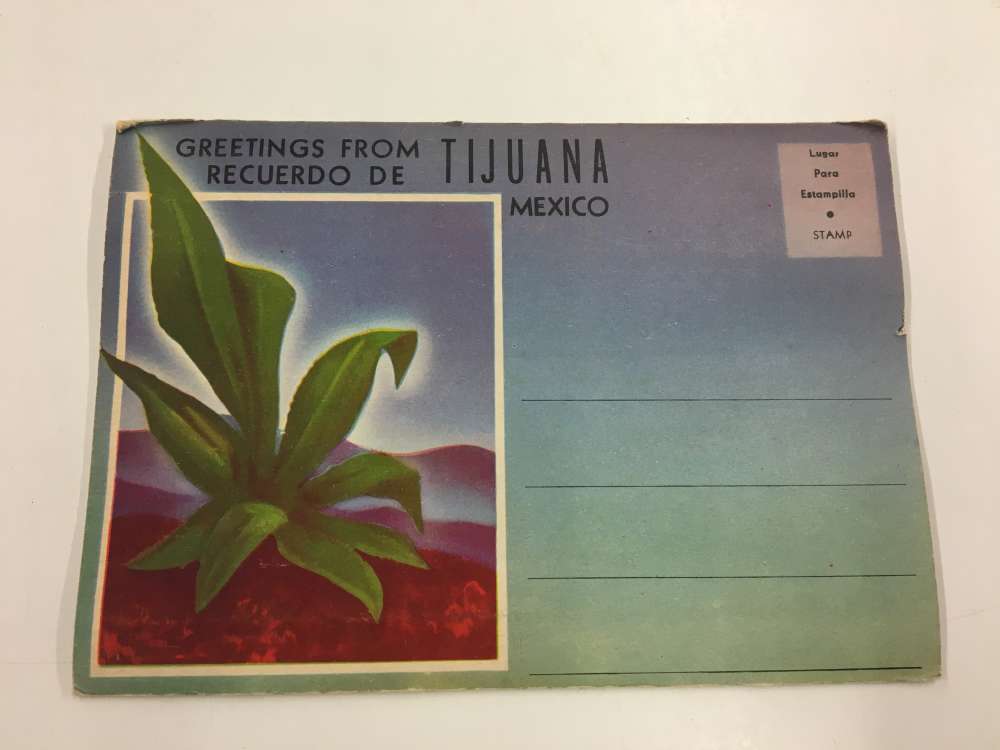 GREETINGS FROM TIJUANA
RECUERDO DE
MEXICO
Lugar
Para
Estampilla
•
STAMP